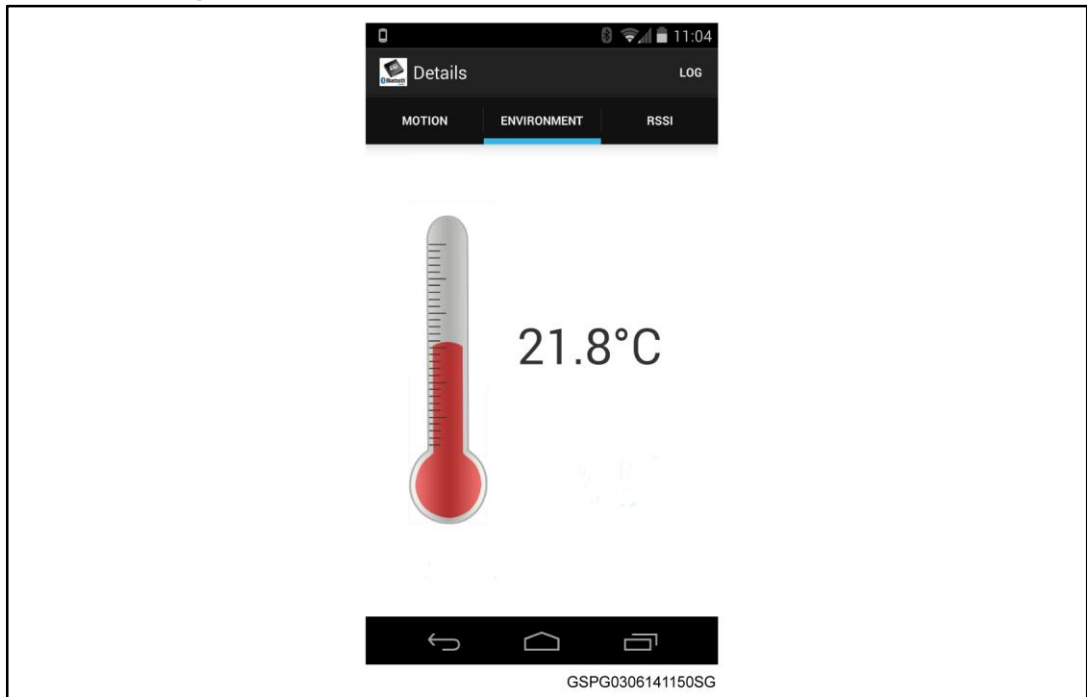 11:04
Details LOG
MOTION ENVIRONMENT RSSI
21.8°C
GSPG0306141150SG